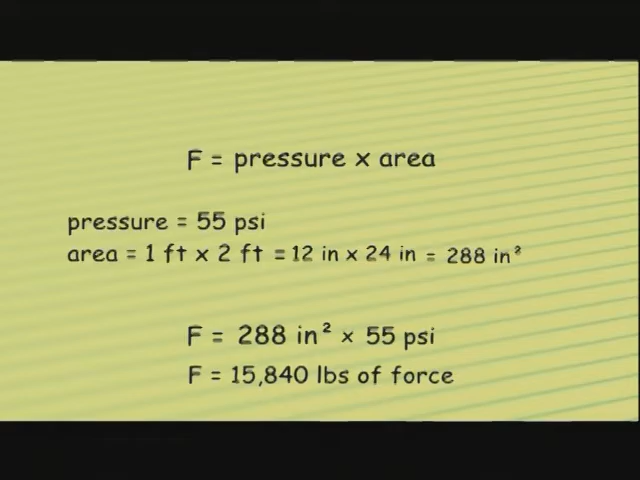 F = pressure x area
pressure = 55 psi
area = 1 ft x 2 ft = 12 in x 24 in = 288 in²
F = 288 in² x 55 psi
F = 15,840 lbs of force